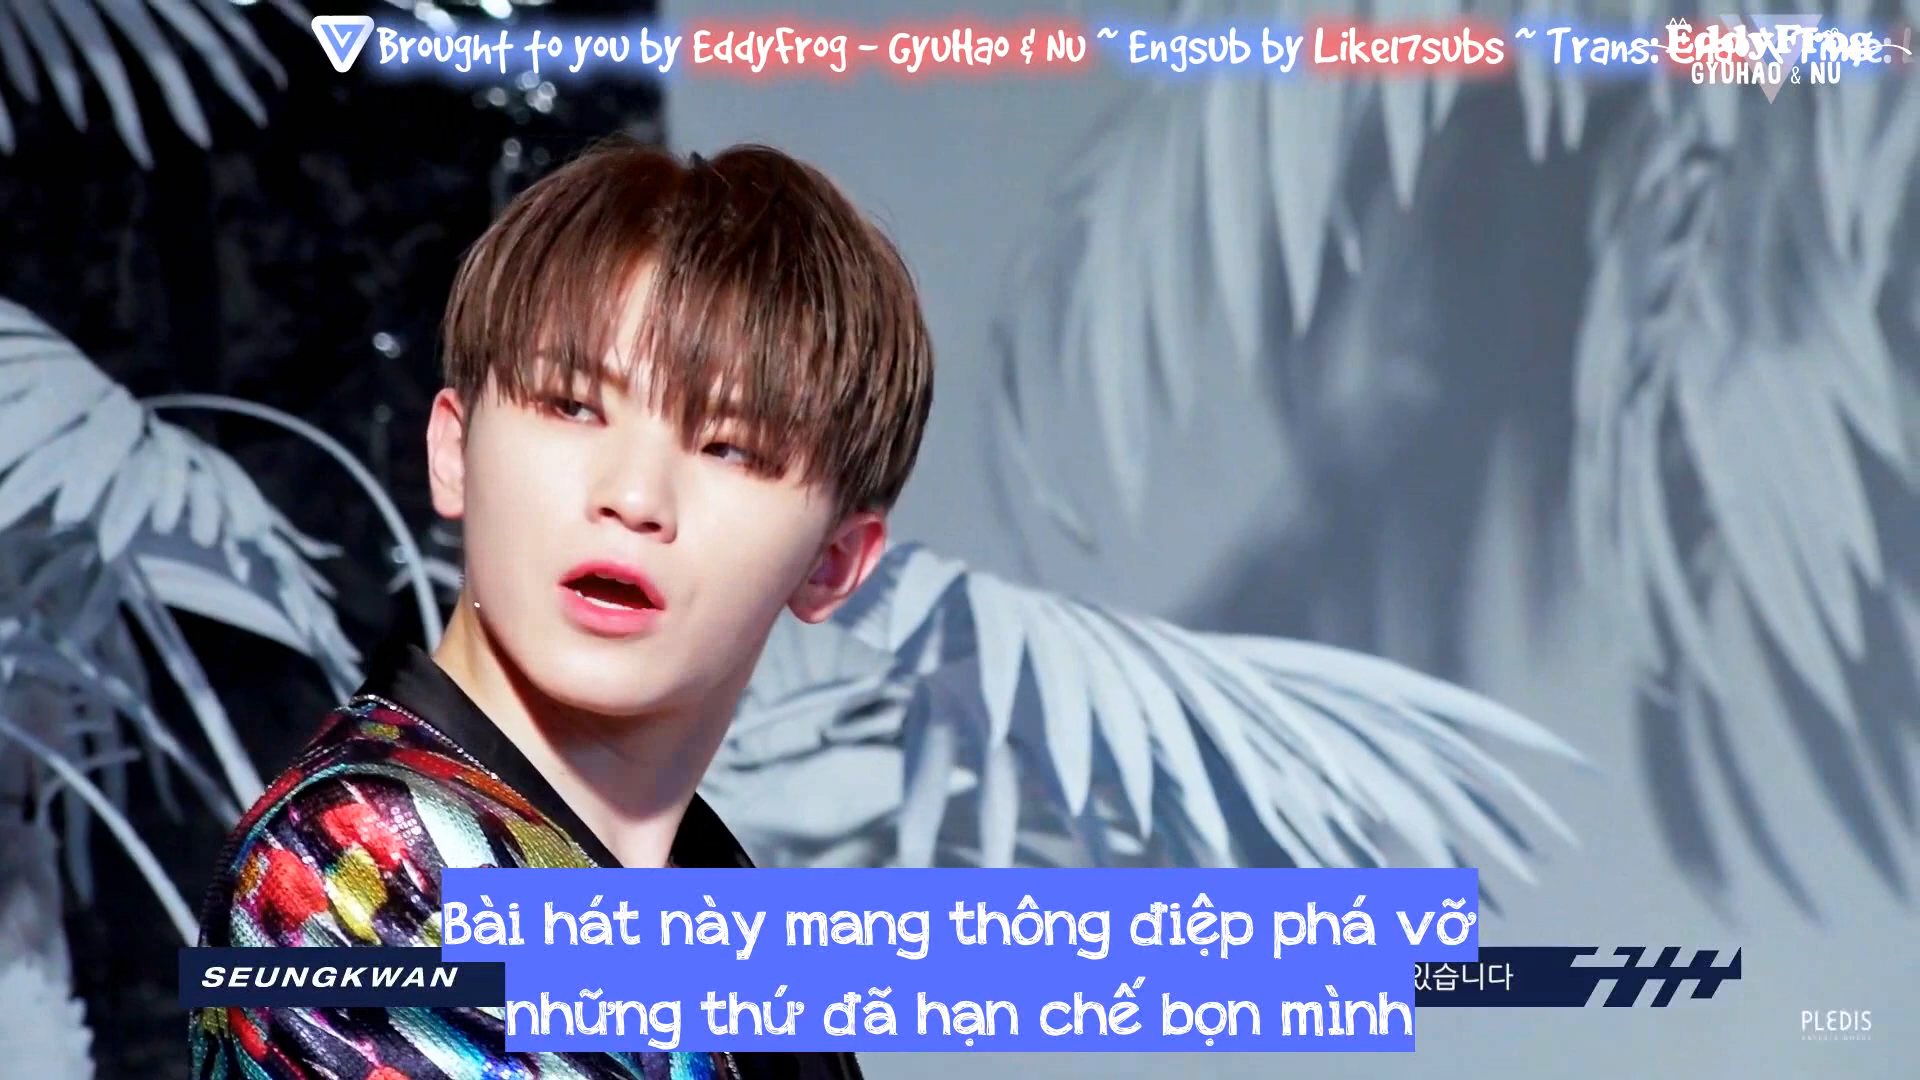 Brought to you by EddyFrog - GyuHao & Nu ~ Engsub by Like17subs ~ Trans:
EddyFrog
GYUHAO & NU
Bài hát này mang thông điệp phá vỡ
những thứ đã hạn chế bọn mình
SEUNGKWAN
있습니다
PLEDIS